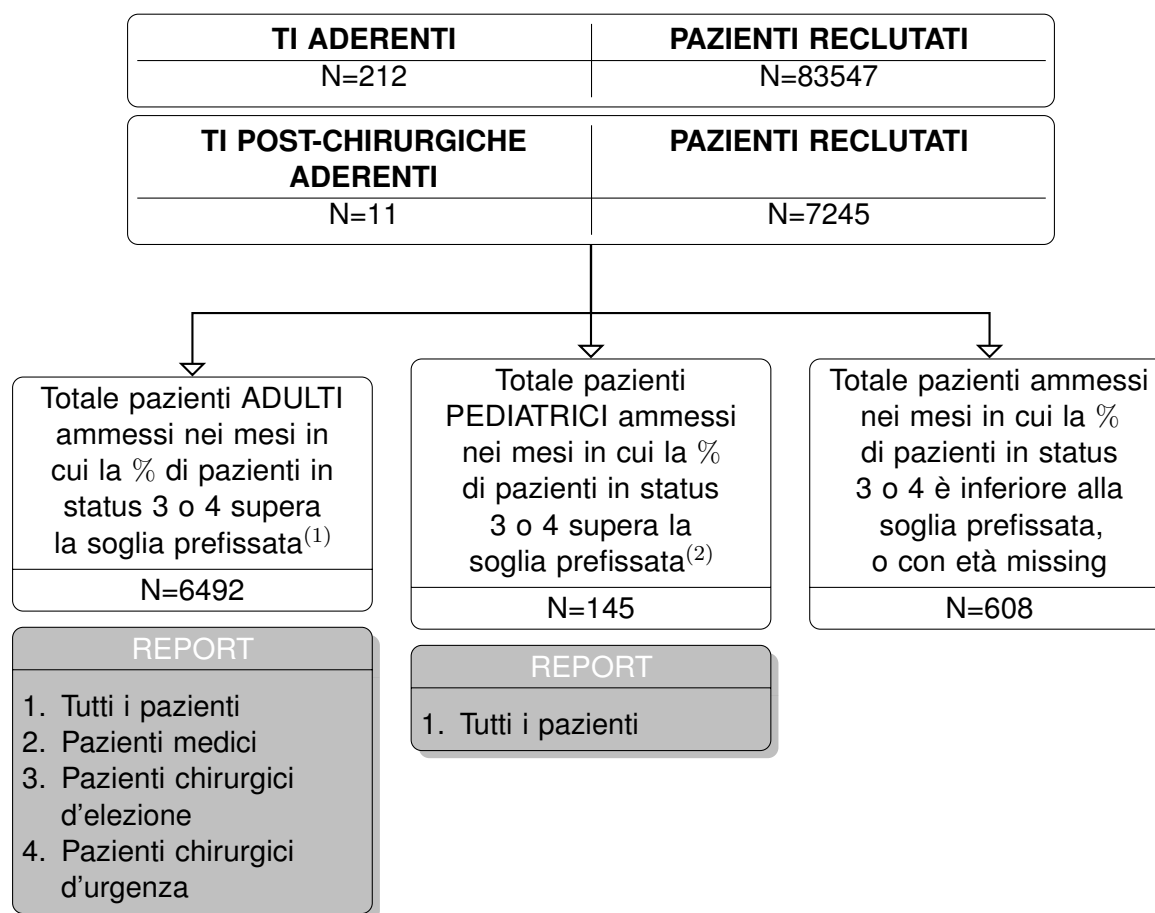 TI ADERENTI PAZIENTI RECLUTATI
N=212 N=83547
TI POST-CHIRURGICHE PAZIENTI RECLUTATI
ADERENTI
N=11 N=7245
Totale pazienti ADULTI
ammessi nei mesi in
cui la % di pazienti in
status 3 o 4 supera
la soglia prefissata(1)
N=6492
REPORT
1. Tutti i pazienti
2. Pazienti medici
3. Pazienti chirurgici
d'elezione
4. Pazienti chirurgici
d'urgenza
Totale pazienti
PEDIATRICI ammessi
nei mesi in cui la %
di pazienti in status
3 o 4 supera la
soglia prefissata(2)
N=145
REPORT
1. Tutti i pazienti
Totale pazienti ammessi
nei mesi in cui la %
di pazienti in status
3 o 4 è inferiore alla
soglia prefissata,
o con età missing
N=608